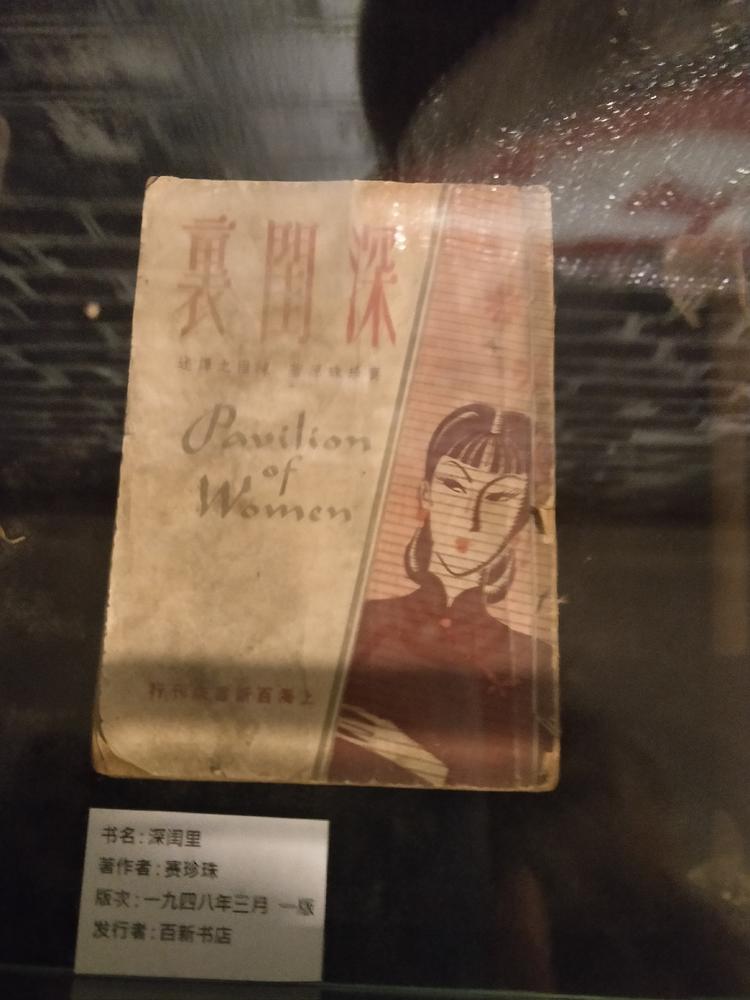 深閨裏
Pavilion
of
Women
上海百新書店刊行
书名：深闺里
著作者：赛珍珠
版次：一九四八年三月 一版
发行者：百新书店